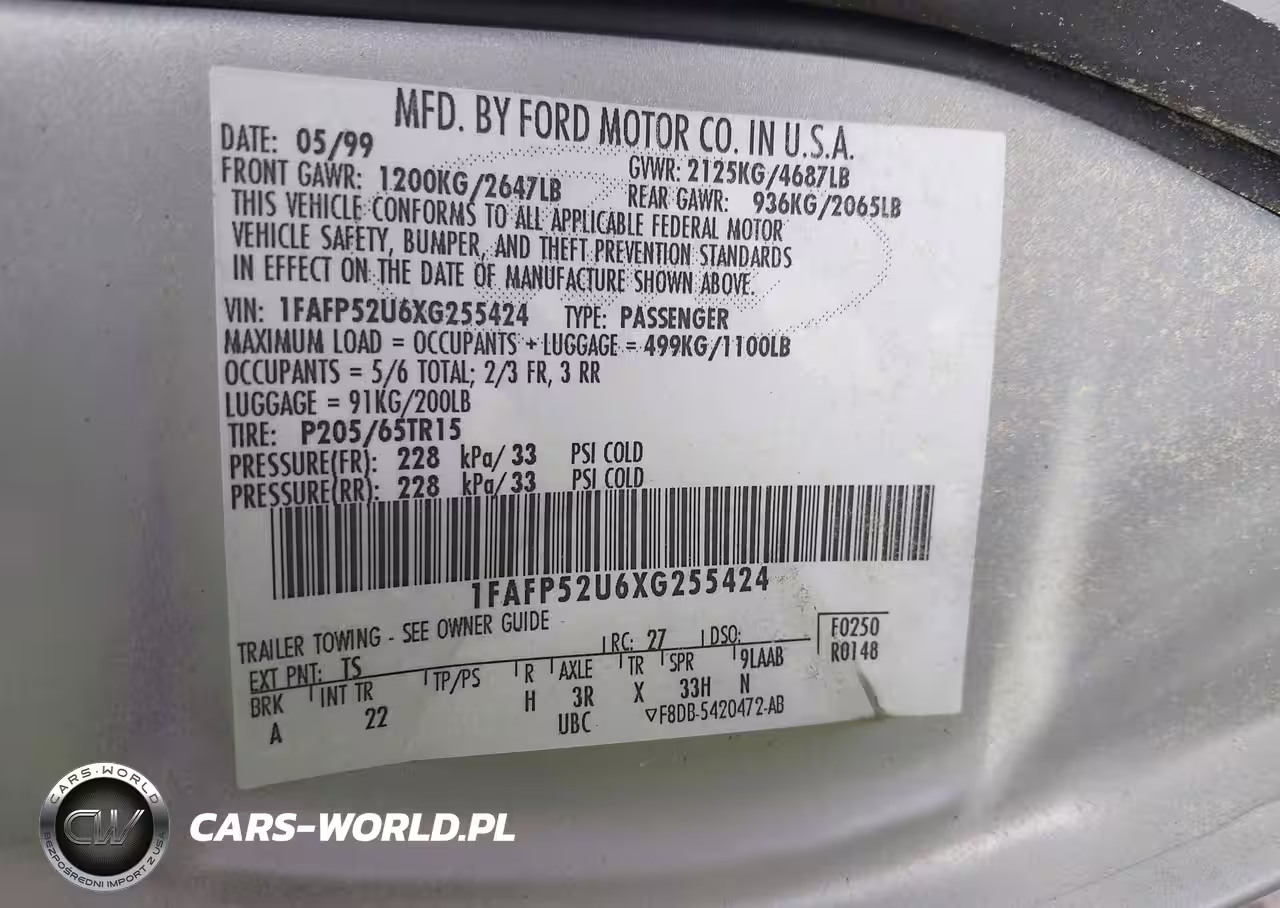 MFD. BY FORD MOTOR CO. IN U.S.A.
DATE: 05/99 GVWR: 2125KG/4687LB
FRONT GAWR: 1200KG/2647LB REAR GAWR: 936KG/2065LB
THIS VEHICLE CONFORMS TO ALL APPLICABLE FEDERAL MOTOR
VEHICLE SAFETY, BUMPER, AND THEFT PREVENTION STANDARDS
IN EFFECT ON THE DATE OF MANUFACTURE SHOWN ABOVE.
VIN: 1FAFP52U6XG255424 TYPE: PASSENGER
MAXIMUM LOAD = OCCUPANTS + LUGGAGE = 499KG/1100LB
OCCUPANTS = 5/6 TOTAL; 2/3 FR, 3 RR
LUGGAGE = 91KG/200LB
TIRE: P205/65TR15
PRESSURE(FR): 228 kPa/ 33 PSI COLD
PRESSURE(RR): 228 kPa/ 33 PSI COLD
1FAFP52U6XG255424
TRAILER TOWING - SEE OWNER GUIDE
EXT PNT: TS RC: 27 DSO: F0250
BRK INT TR TP/PS R AXLE TR SPR 9LAAB R0148
A 22 H 3R X 33H N
UBC ▽F8DB-5420472-AB
CARS-WORLD
CW
BEZPOŚREDNI IMPORT Z USA
CARS-WORLD.PL